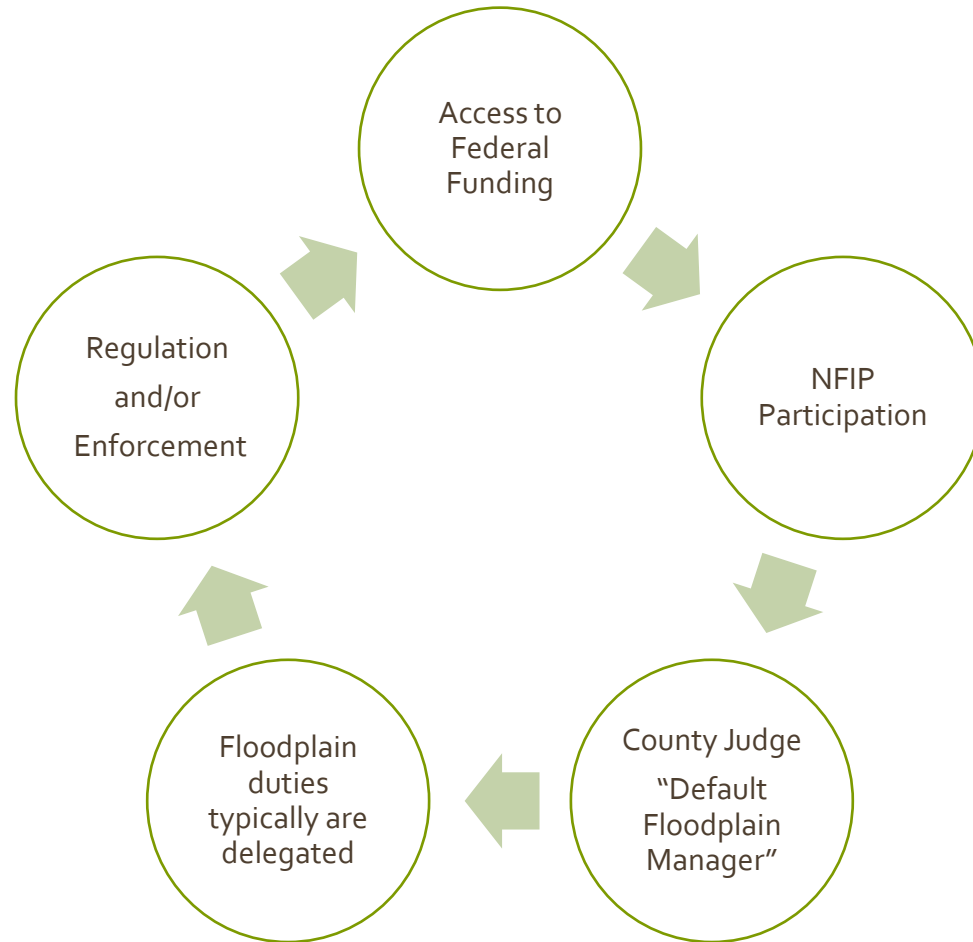 Access to
Federal
Funding
NFIP
Participation
County Judge
“Default
Floodplain
Manager”
Floodplain
duties
typically are
delegated
Regulation
and/or
Enforcement